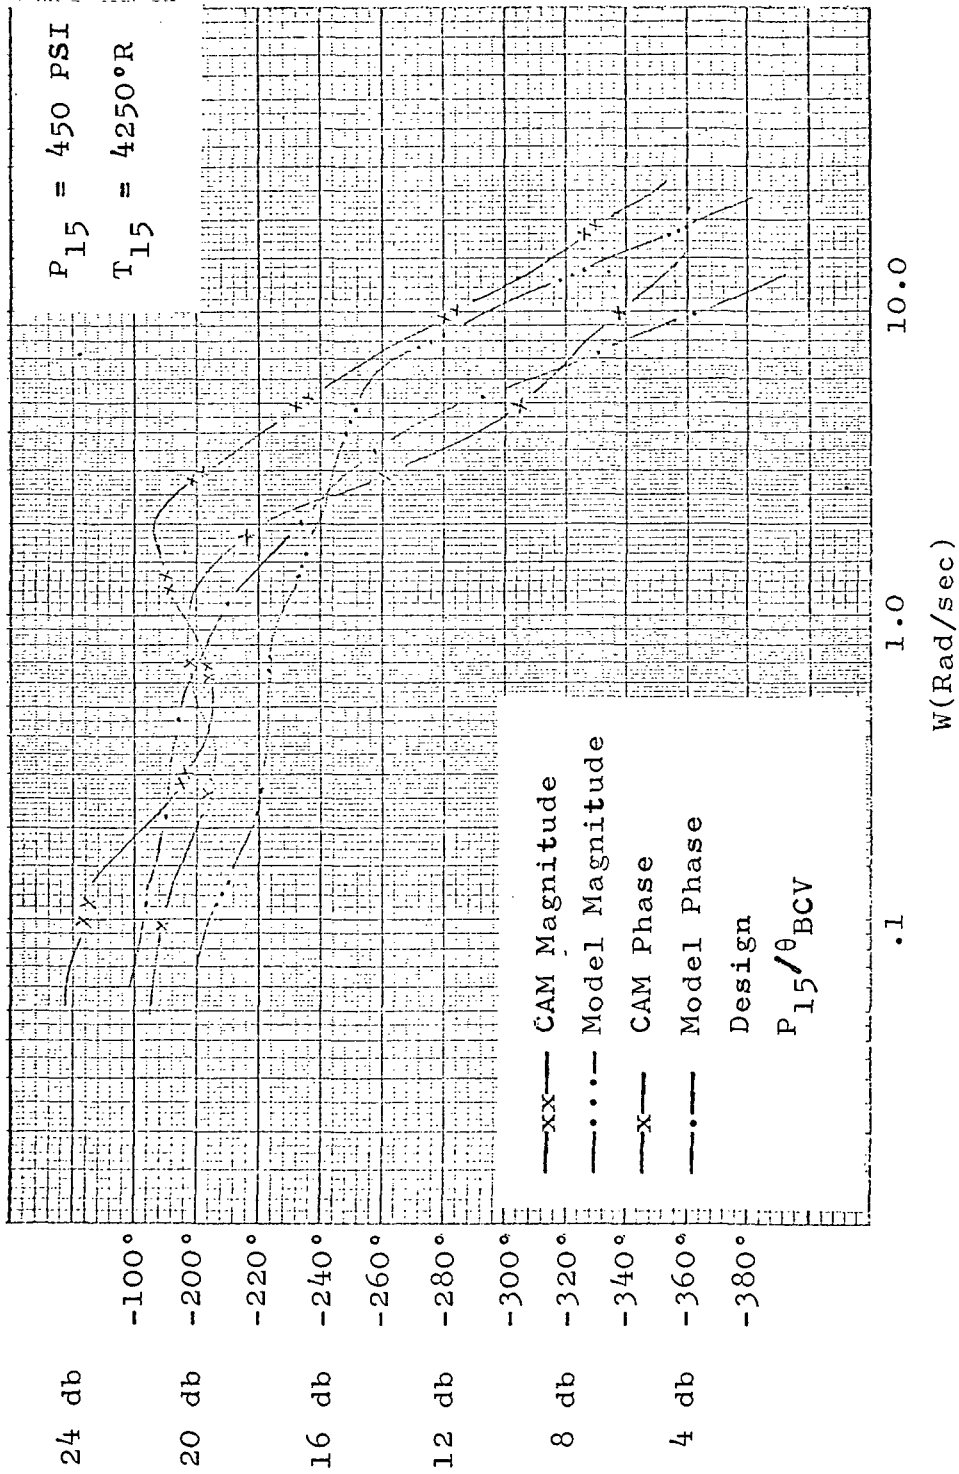 P15 = 450 PSI
T15 = 4250°R
24 db
20 db
16 db
12 db
8 db
4 db
-100°
-200°
-220°
-240°
-260°
-280°
-300°
-320°
-340°
-360°
-380°
xx CAM Magnitude
Model Magnitude
x CAM Phase
Model Phase
Design
P15/θBCV
.1
1.0
10.0
W(Rad/sec)